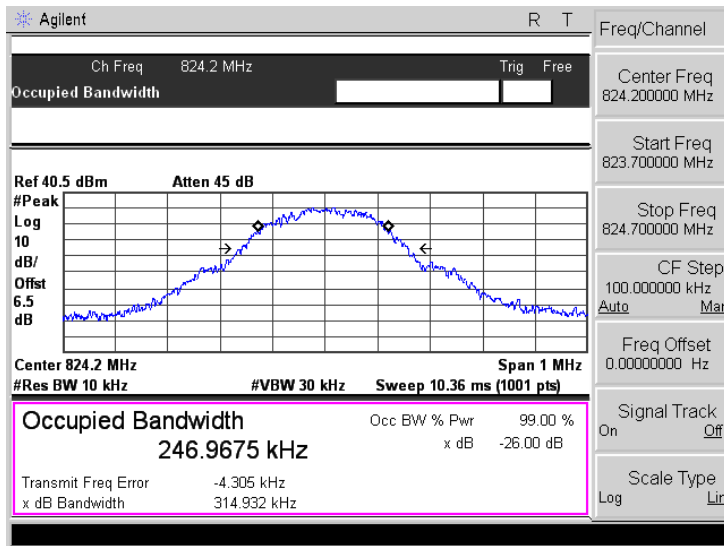 Agilent R T
Freq/Channel
Ch Freq 824.2 MHz Trig Free
Occupied Bandwidth
Center Freq
824.200000 MHz
Start Freq
823.700000 MHz
Stop Freq
824.700000 MHz
CF Step
100.000000 kHz
Auto Man
Freq Offset
0.00000000 Hz
Signal Track
On Off
Scale Type
Log Lin
Ref 40.5 dBm Atten 45 dB
#Peak
Log
10
dB/
Offst
6.5
dB
Center 824.2 MHz Span 1 MHz
#Res BW 10 kHz #VBW 30 kHz Sweep 10.36 ms (1001 pts)
Occupied Bandwidth Occ BW % Pwr 99.00 %
246.9675 kHz x dB -26.00 dB
Transmit Freq Error -4.305 kHz
x dB Bandwidth 314.932 kHz